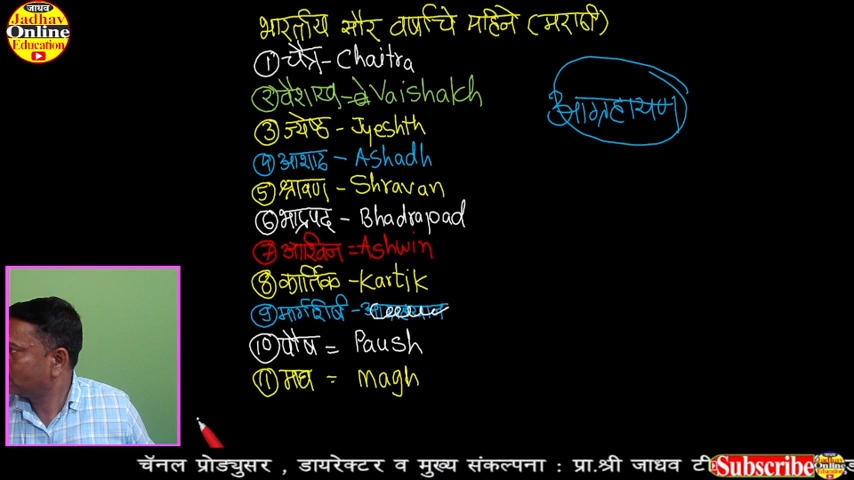 जाधव
Jadhav
Online
Education
भारतीय सौर वर्षाचे महिने (मराठी)
① चैत्र - Chaitra
② वैशाख = Vaishakh
आग्रहायण
③ ज्येष्ठ - Jyeshth
④ आशाढ - Ashadh
⑤ श्रावण - Shravan
⑥ भाद्रपद - Bhadrapad
⑦ आश्विन = Ashwin
⑧ कार्तिक - Kartik
⑨ मार्गशिर्ष -
⑩ पौष = Paush
⑪ माघ = Magh
चॅनल प्रोड्युसर , डायरेक्टर व मुख्य संकल्पना : प्रा.श्री जाधव टी
Subscribe